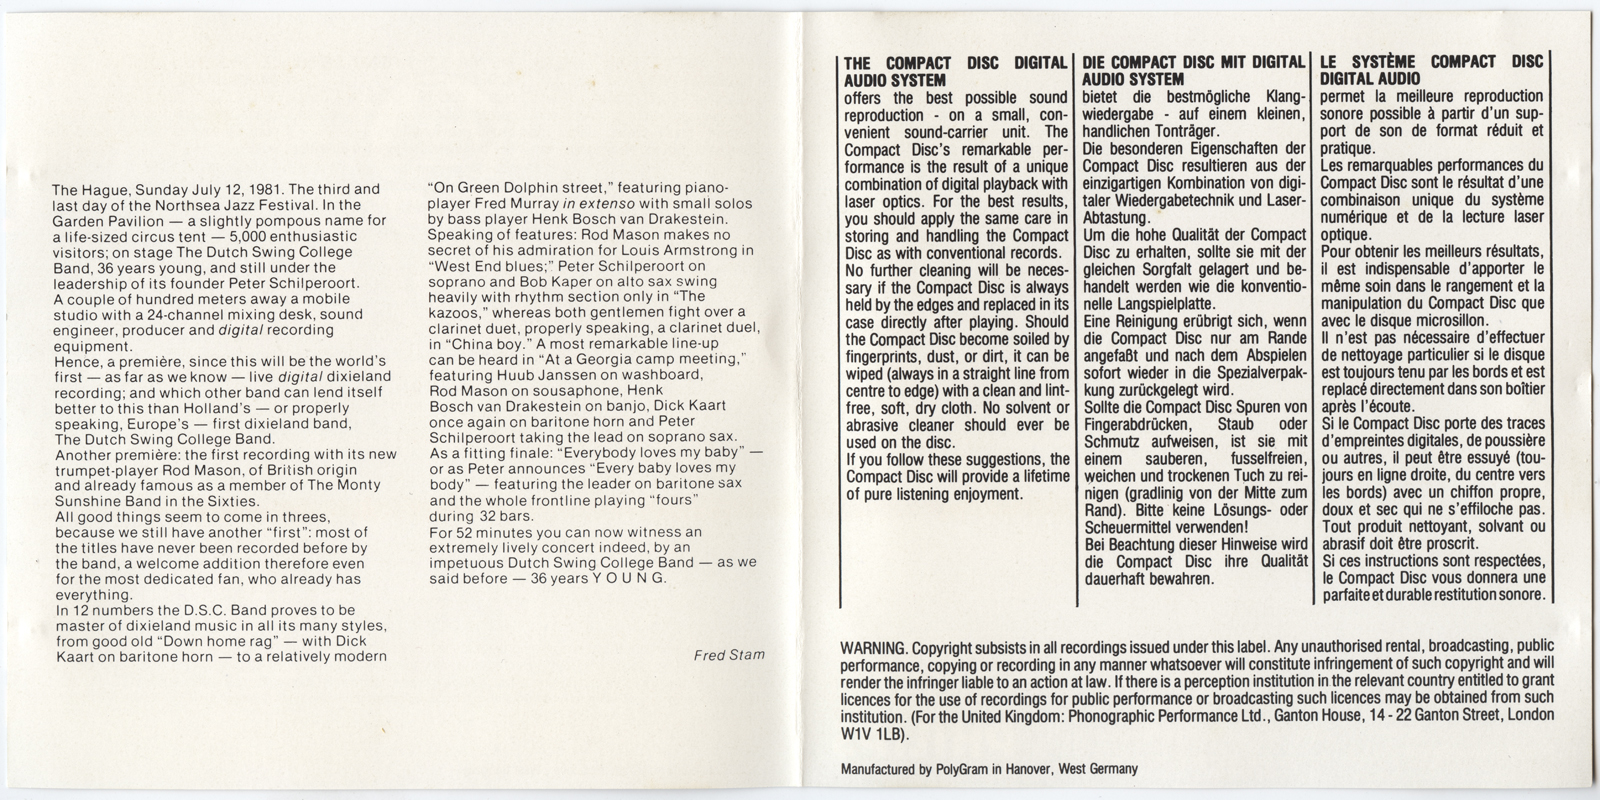 The Hague, Sunday July 12, 1981. The third and
last day of the Northsea Jazz Festival. In the
Garden Pavilion — a slightly pompous name for
a life-sized circus tent — 5,000 enthusiastic
visitors; on stage The Dutch Swing College
Band, 36 years young, and still under the
leadership of its founder Peter Schilperoort.
A couple of hundred meters away a mobile
studio with a 24-channel mixing desk, sound
engineer, producer and digital recording
equipment.
Hence, a première, since this will be the world's
first — as far as we know — live digital dixieland
recording; and which other band can lend itself
better to this than Holland's — or properly
speaking, Europe's — first dixieland band,
The Dutch Swing College Band.
Another première: the first recording with its new
trumpet-player Rod Mason, of British origin
and already famous as a member of The Monty
Sunshine Band in the Sixties.
All good things seem to come in threes,
because we still have another "first": most of
the titles have never been recorded before by
the band, a welcome addition therefore even
for the most dedicated fan, who already has
everything.
In 12 numbers the D.S.C. Band proves to be
master of dixieland music in all its many styles,
from good old "Down home rag" — with Dick
Kaart on baritone horn — to a relatively modern
"On Green Dolphin street," featuring piano-
player Fred Murray in extenso with small solos
by bass player Henk Bosch van Drakestein.
Speaking of features: Rod Mason makes no
secret of his admiration for Louis Armstrong in
"West End blues;" Peter Schilperoort on
soprano and Bob Kaper on alto sax swing
heavily with rhythm section only in "The
kazoos," whereas both gentlemen fight over a
clarinet duet, properly speaking, a clarinet duel,
in "China boy." A most remarkable line-up
can be heard in "At a Georgia camp meeting,"
featuring Huub Janssen on washboard,
Rod Mason on sousaphone, Henk
Bosch van Drakestein on banjo, Dick Kaart
once again on baritone horn and Peter
Schilperoort taking the lead on soprano sax.
As a fitting finale: "Everybody loves my baby" —
or as Peter announces "Every baby loves my
body" — featuring the leader on baritone sax
and the whole frontline playing "fours"
during 32 bars.
For 52 minutes you can now witness an
extremely lively concert indeed, by an
impetuous Dutch Swing College Band — as we
said before — 36 years Y O U N G.
Fred Stam
THE COMPACT DISC DIGITAL
AUDIO SYSTEM
offers the best possible sound
reproduction - on a small, con-
venient sound-carrier unit. The
Compact Disc's remarkable per-
formance is the result of a unique
combination of digital playback with
laser optics. For the best results,
you should apply the same care in
storing and handling the Compact
Disc as with conventional records.
No further cleaning will be neces-
sary if the Compact Disc is always
held by the edges and replaced in its
case directly after playing. Should
the Compact Disc become soiled by
fingerprints, dust, or dirt, it can be
wiped (always in a straight line from
centre to edge) with a clean and lint-
free, soft, dry cloth. No solvent or
abrasive cleaner should ever be
used on the disc.
If you follow these suggestions, the
Compact Disc will provide a lifetime
of pure listening enjoyment.
DIE COMPACT DISC MIT DIGITAL
AUDIO SYSTEM
bietet die bestmögliche Klang-
wiedergabe - auf einem kleinen,
handlichen Tonträger.
Die besonderen Eigenschaften der
Compact Disc resultieren aus der
einzigartigen Kombination von digi-
taler Wiedergabetechnik und Laser-
Abtastung.
Um die hohe Qualität der Compact
Disc zu erhalten, sollte sie mit der
gleichen Sorgfalt gelagert und be-
handelt werden wie die konventio-
nelle Langspielplatte.
Eine Reinigung erübrigt sich, wenn
die Compact Disc nur am Rande
angefaßt und nach dem Abspielen
sofort wieder in die Spezialverpak-
kung zurückgelegt wird.
Sollte die Compact Disc Spuren von
Fingerabdrücken, Staub oder
Schmutz aufweisen, ist sie mit
einem sauberen, fusselfreien,
weichen und trockenen Tuch zu rei-
nigen (gradlinig von der Mitte zum
Rand). Bitte keine Lösungs- oder
Scheuermittel verwenden!
Bei Beachtung dieser Hinweise wird
die Compact Disc ihre Qualität
dauerhaft bewahren.
LE SYSTÈME COMPACT DISC
DIGITAL AUDIO
permet la meilleure reproduction
sonore possible à partir d'un sup-
port de son de format réduit et
pratique.
Les remarquables performances du
Compact Disc sont le résultat d'une
combinaison unique du système
numérique et de la lecture laser
optique.
Pour obtenir les meilleurs résultats,
il est indispensable d'apporter le
même soin dans le rangement et la
manipulation du Compact Disc que
avec le disque microsillon.
Il n'est pas nécessaire d'effectuer
de nettoyage particulier si le disque
est toujours tenu par les bords et est
replacé directement dans son boîtier
après l'écoute.
Si le Compact Disc porte des traces
d'empreintes digitales, de poussière
ou autres, il peut être essuyé (tou-
jours en ligne droite, du centre vers
les bords) avec un chiffon propre,
doux et sec qui ne s'effiloche pas.
Tout produit nettoyant, solvant ou
abrasif doit être proscrit.
Si ces instructions sont respectées,
le Compact Disc vous donnera une
parfaite et durable restitution sonore.
WARNING. Copyright subsists in all recordings issued under this label. Any unauthorised rental, broadcasting, public
performance, copying or recording in any manner whatsoever will constitute infringement of such copyright and will
render the infringer liable to an action at law. If there is a perception institution in the relevant country entitled to grant
licences for the use of recordings for public performance or broadcasting such licences may be obtained from such
institution. (For the United Kingdom: Phonographic Performance Ltd., Ganton House, 14 - 22 Ganton Street, London
W1V 1LB).
Manufactured by PolyGram in Hanover, West Germany